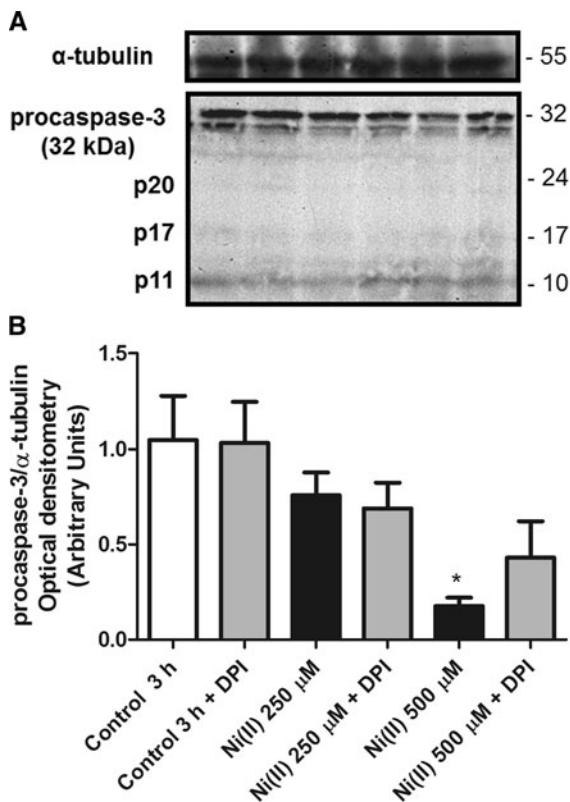 A
α-tubulin
- 55
procaspase-3
(32 kDa)
- 32
p20
- 24
p17
- 17
p11
- 10
B
procaspase-3/α-tubulin
Optical densitometry
(Arbitrary Units)
1.5
1.0
0.5
0.0
*
Control 3 h
Control 3 h + DPI
Ni(II) 250 μM
Ni(II) 250 μM + DPI
Ni(II) 500 μM
Ni(II) 500 μM + DPI